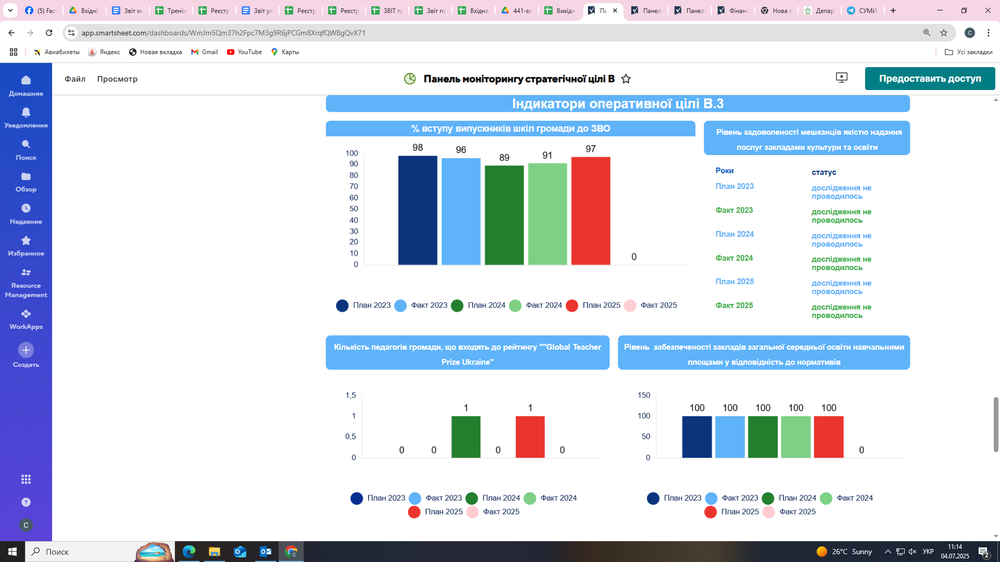 (5) Face
Вхідні
Звіт мо
Тренін
Реєстр
Звіт уп
Реєстр
Реєстр
ЗВІТ п
Звіт по
Вхідна
441-вх
Вихідн
Па
Панел
Панел
Фінанс
Нова в
Депар
СУМИ
app.smartsheet.com/dashboards/WmJm5Qm37h2Fpc7M3g9R6jPCGm8XrqfQW8gQvX71
C
Авиабилеты
Яндекс
Новая вкладка
Gmail
YouTube
Карты
Усі закладки
Файл
Просмотр
Панель моніторингу стратегічної цілі В
Предоставить доступ
Домашняя
Уведомления
Поиск
Обзор
Недавние
Избранное
Resource
Management
WorkApps
Создать
C
Індикатори оперативної цілі В.3
% вступу випускників шкіл громади до ЗВО
98
96
89
91
97
0
100
90
80
70
60
50
40
30
20
10
0
План 2023
Факт 2023
План 2024
Факт 2024
План 2025
Факт 2025
Рівень задоволеності мешканців якістю надання
послуг закладами культури та освіти
Роки
статус
План 2023
дослідження не
проводилось
Факт 2023
дослідження не
проводилось
План 2024
дослідження не
проводилось
Факт 2024
дослідження не
проводилось
План 2025
дослідження не
проводилось
Факт 2025
дослідження не
проводилось
Кількість педагогів громади, що входять до рейтингу ""Global Teacher
Prize Ukraine"
1,5
1
0,5
0
0
0
1
0
1
0
План 2023
Факт 2023
План 2024
Факт 2024
План 2025
Факт 2025
Рівень забезпеченості закладів загальної середньої освіти навчальними
площами у відповідність до нормативів
150
100
50
0
100
100
100
100
100
0
План 2023
Факт 2023
План 2024
Факт 2024
План 2025
Факт 2025
Поиск
26°C Sunny
УКР
11:14
04.07.2025
2